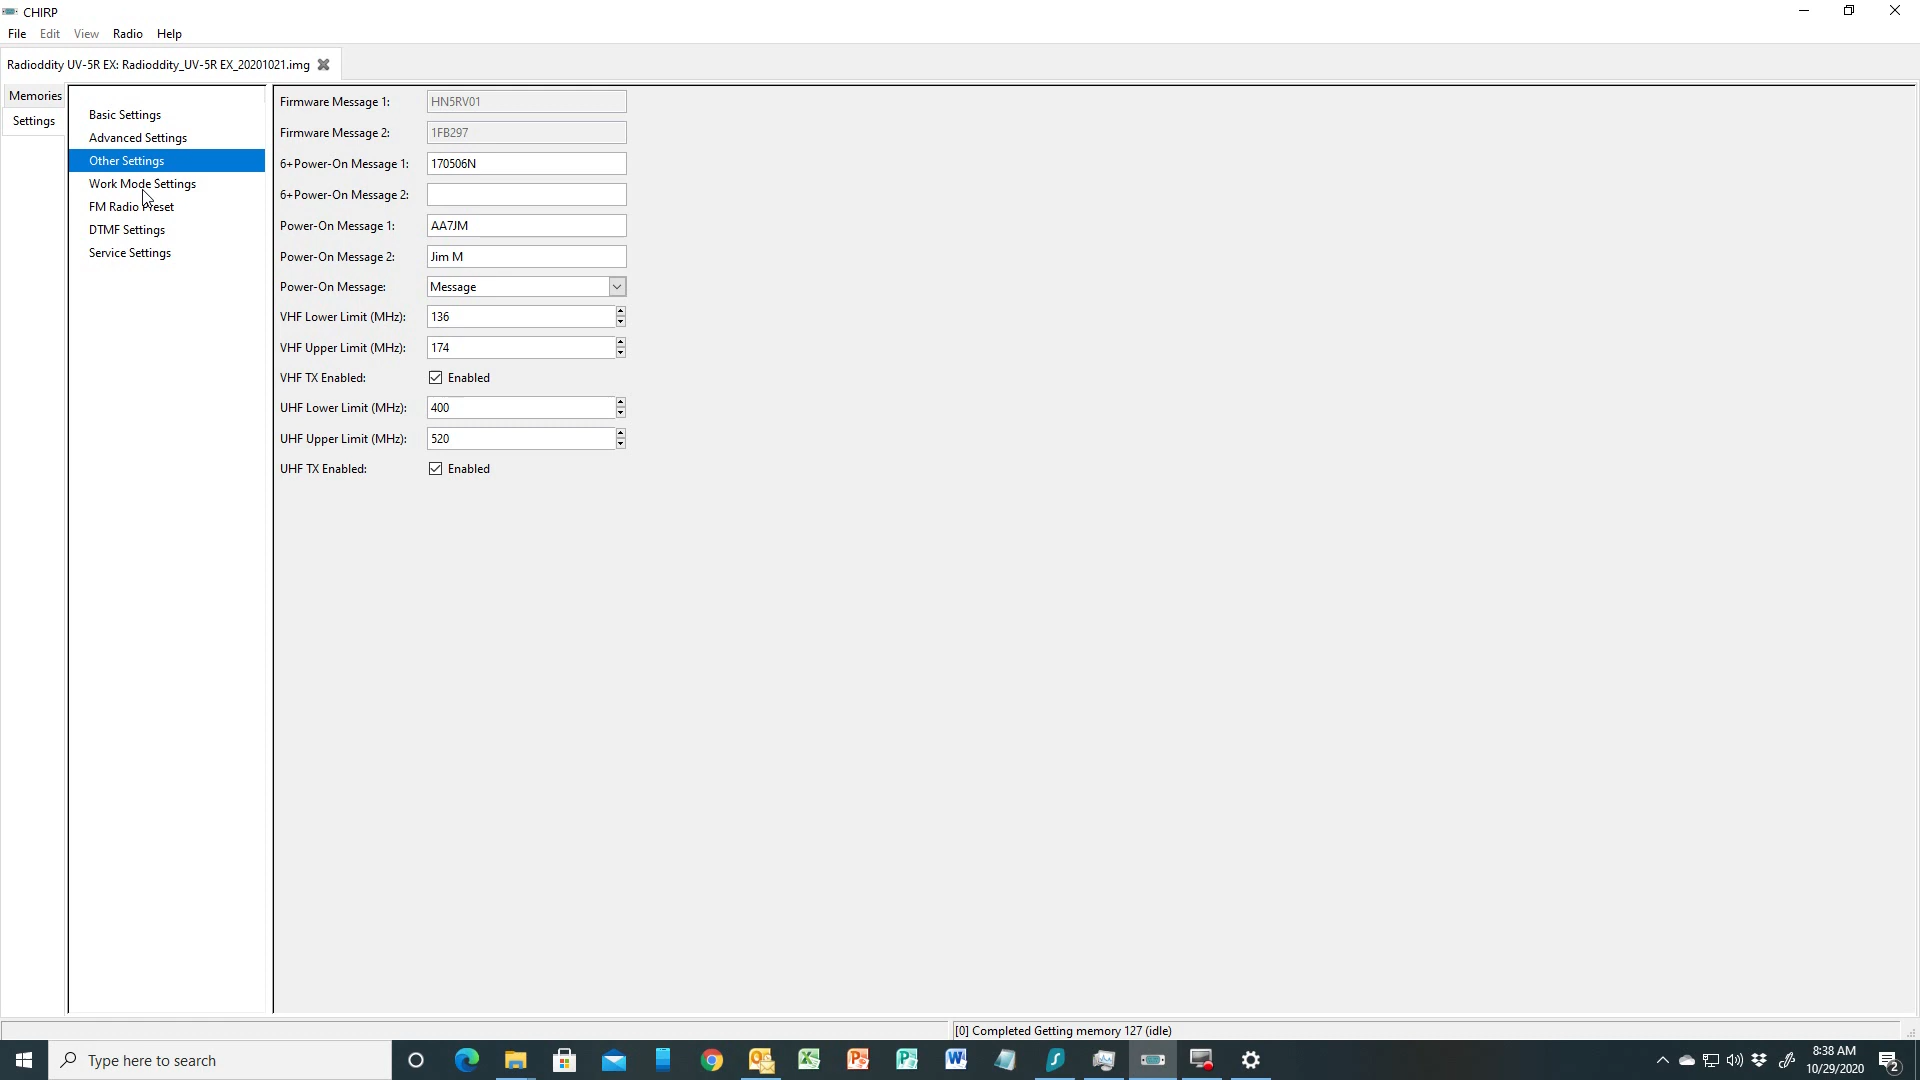 CHIRP
File Edit View Radio Help
Radioddity UV-5R EX: Radioddity_UV-5R EX_20201021.img
Memories
Settings
Basic Settings
Advanced Settings
Other Settings
Work Mode Settings
FM Radio Preset
DTMF Settings
Service Settings
Firmware Message 1: HN5RV01
Firmware Message 2: 1FB297
6+Power-On Message 1: 170506N
6+Power-On Message 2:
Power-On Message 1: AA7JM
Power-On Message 2: Jim M
Power-On Message: Message
VHF Lower Limit (MHz): 136
VHF Upper Limit (MHz): 174
VHF TX Enabled: Enabled
UHF Lower Limit (MHz): 400
UHF Upper Limit (MHz): 520
UHF TX Enabled: Enabled
[0] Completed Getting memory 127 (idle)
Type here to search
8:38 AM
10/29/2020
2